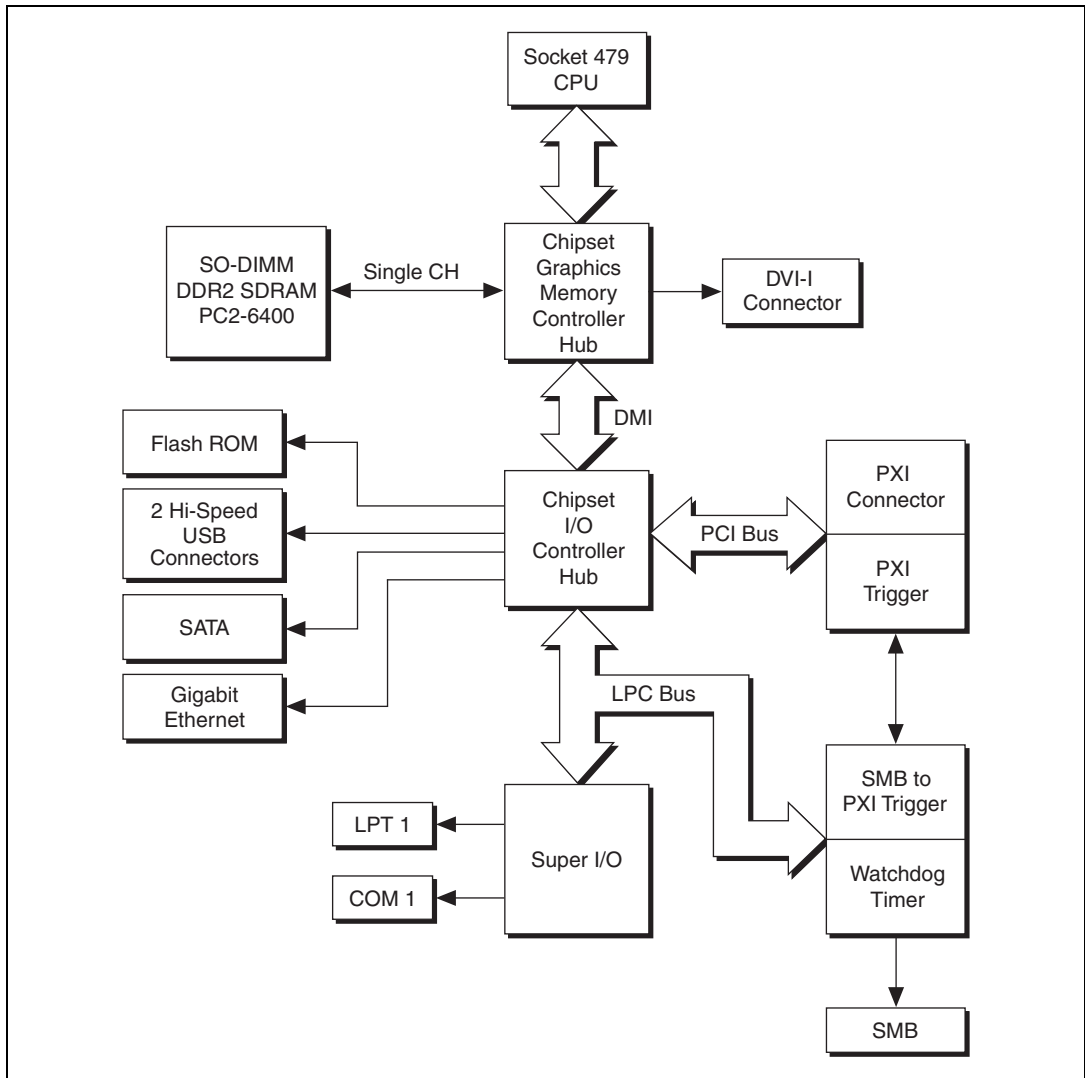 Socket 479
CPU
SO-DIMM
DDR2 SDRAM
PC2-6400
Single CH
Chipset
Graphics
Memory
Controller
Hub
DVI-I
Connector
DMI
Flash ROM
2 Hi-Speed
USB
Connectors
SATA
Gigabit
Ethernet
Chipset
I/O
Controller
Hub
PCI Bus
PXI
Connector
PXI
Trigger
LPC Bus
LPT 1
COM 1
Super I/O
SMB to
PXI Trigger
Watchdog
Timer
SMB